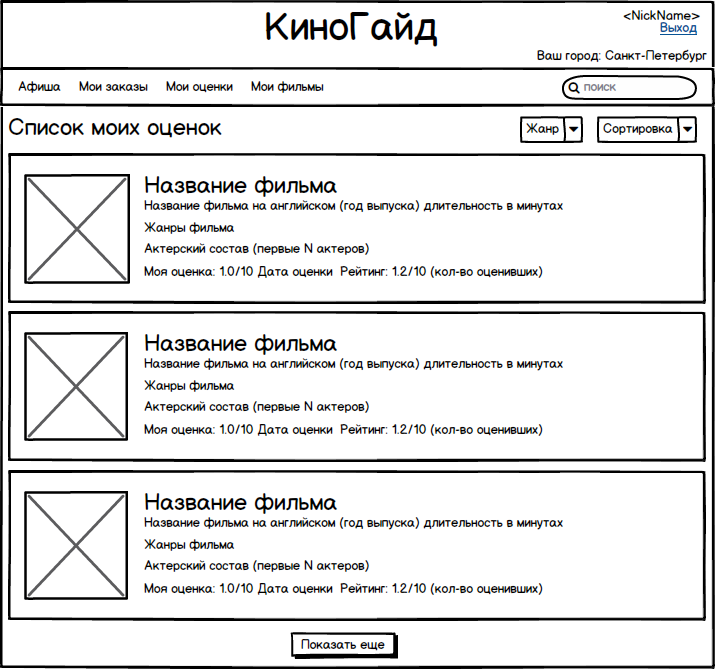 КиноГайд
<NickName>
Выход
Ваш город: Санкт-Петербург
Афиша Мои заказы Мои оценки Мои фильмы поиск
Список моих оценок Жанр Сортировка
Название фильма
Название фильма на английском (год выпуска) длительность в минутах
Жанры фильма
Актерский состав (первые N актеров)
Моя оценка: 1.0/10 Дата оценки Рейтинг: 1.2/10 (кол-во оценивших)
Название фильма
Название фильма на английском (год выпуска) длительность в минутах
Жанры фильма
Актерский состав (первые N актеров)
Моя оценка: 1.0/10 Дата оценки Рейтинг: 1.2/10 (кол-во оценивших)
Название фильма
Название фильма на английском (год выпуска) длительность в минутах
Жанры фильма
Актерский состав (первые N актеров)
Моя оценка: 1.0/10 Дата оценки Рейтинг: 1.2/10 (кол-во оценивших)
Показать еще